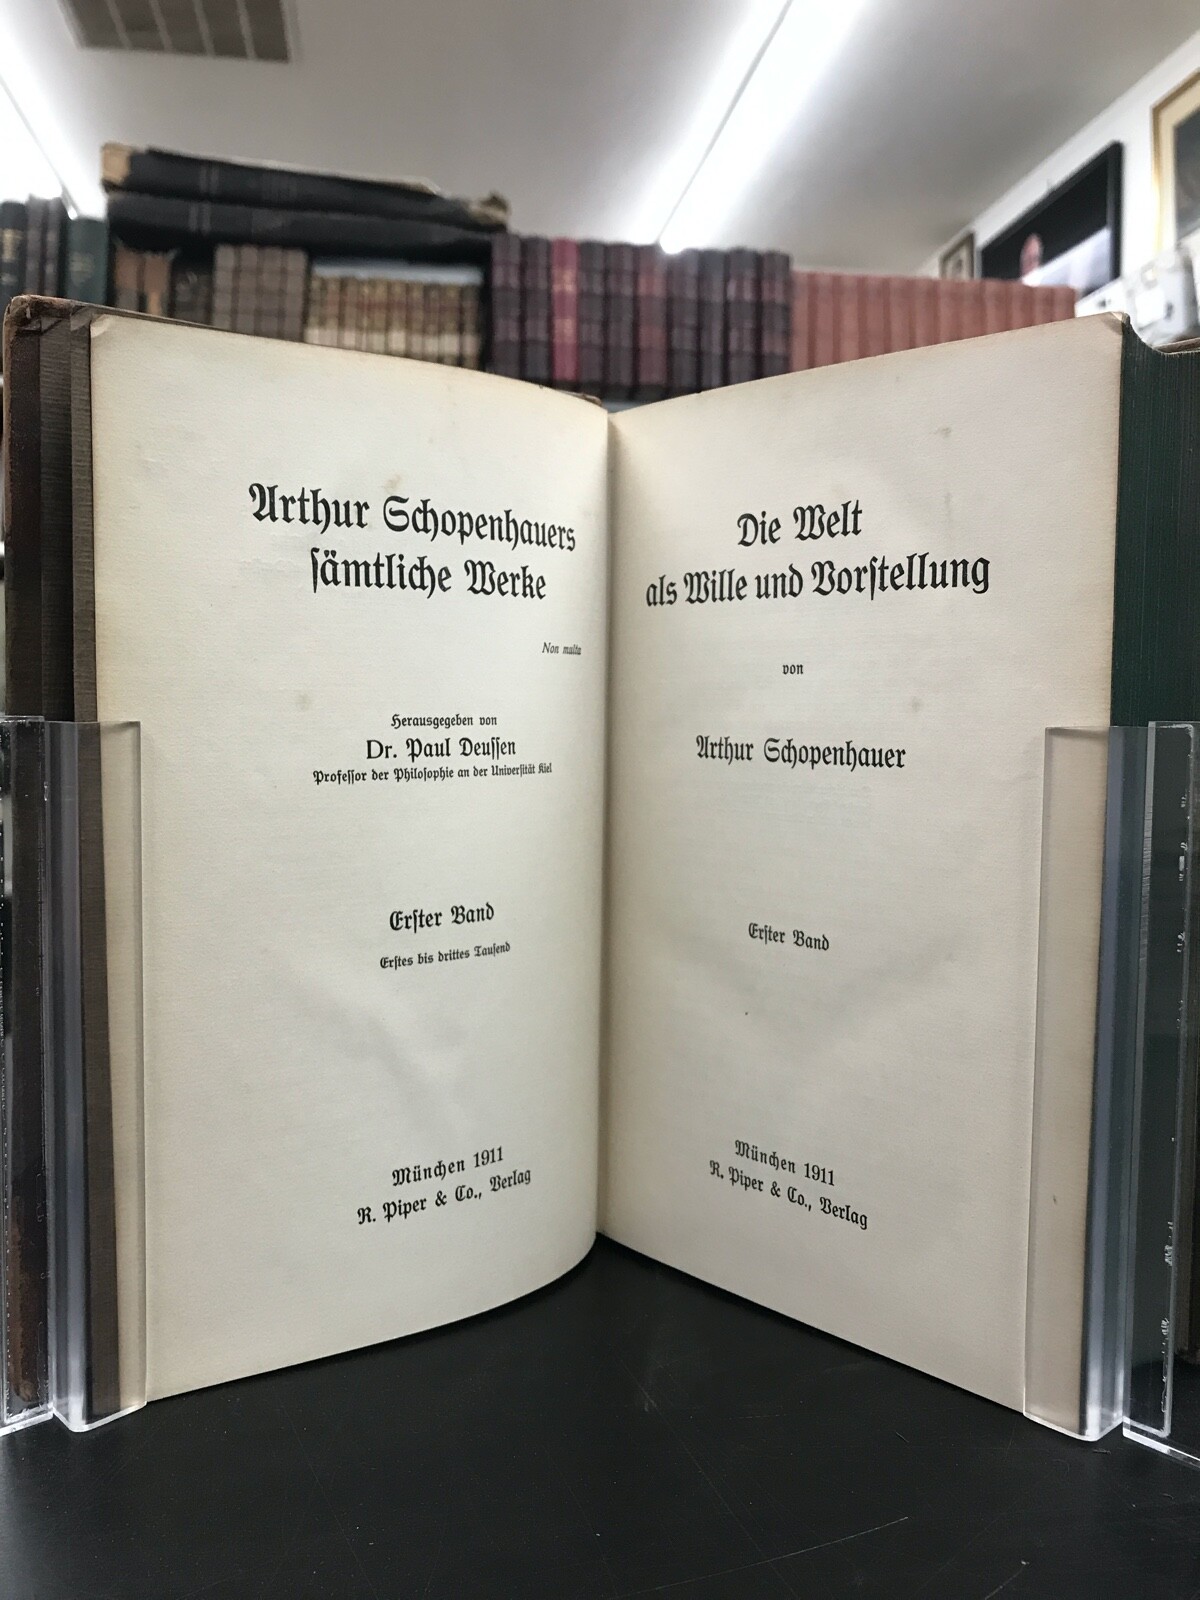 Arthur Schopenhauers
ſämtliche Werke
Non multa
Herausgegeben von
Dr. Paul Deuſſen
Profeſſor der Philoſophie an der Univerſität Kiel
Erſter Band
Erſtes bis drittes Tauſend
München 1911
R. Piper & Co., Verlag
Die Welt
als Wille und Vorſtellung
von
Arthur Schopenhauer
Erſter Band
München 1911
R. Piper & Co., Verlag